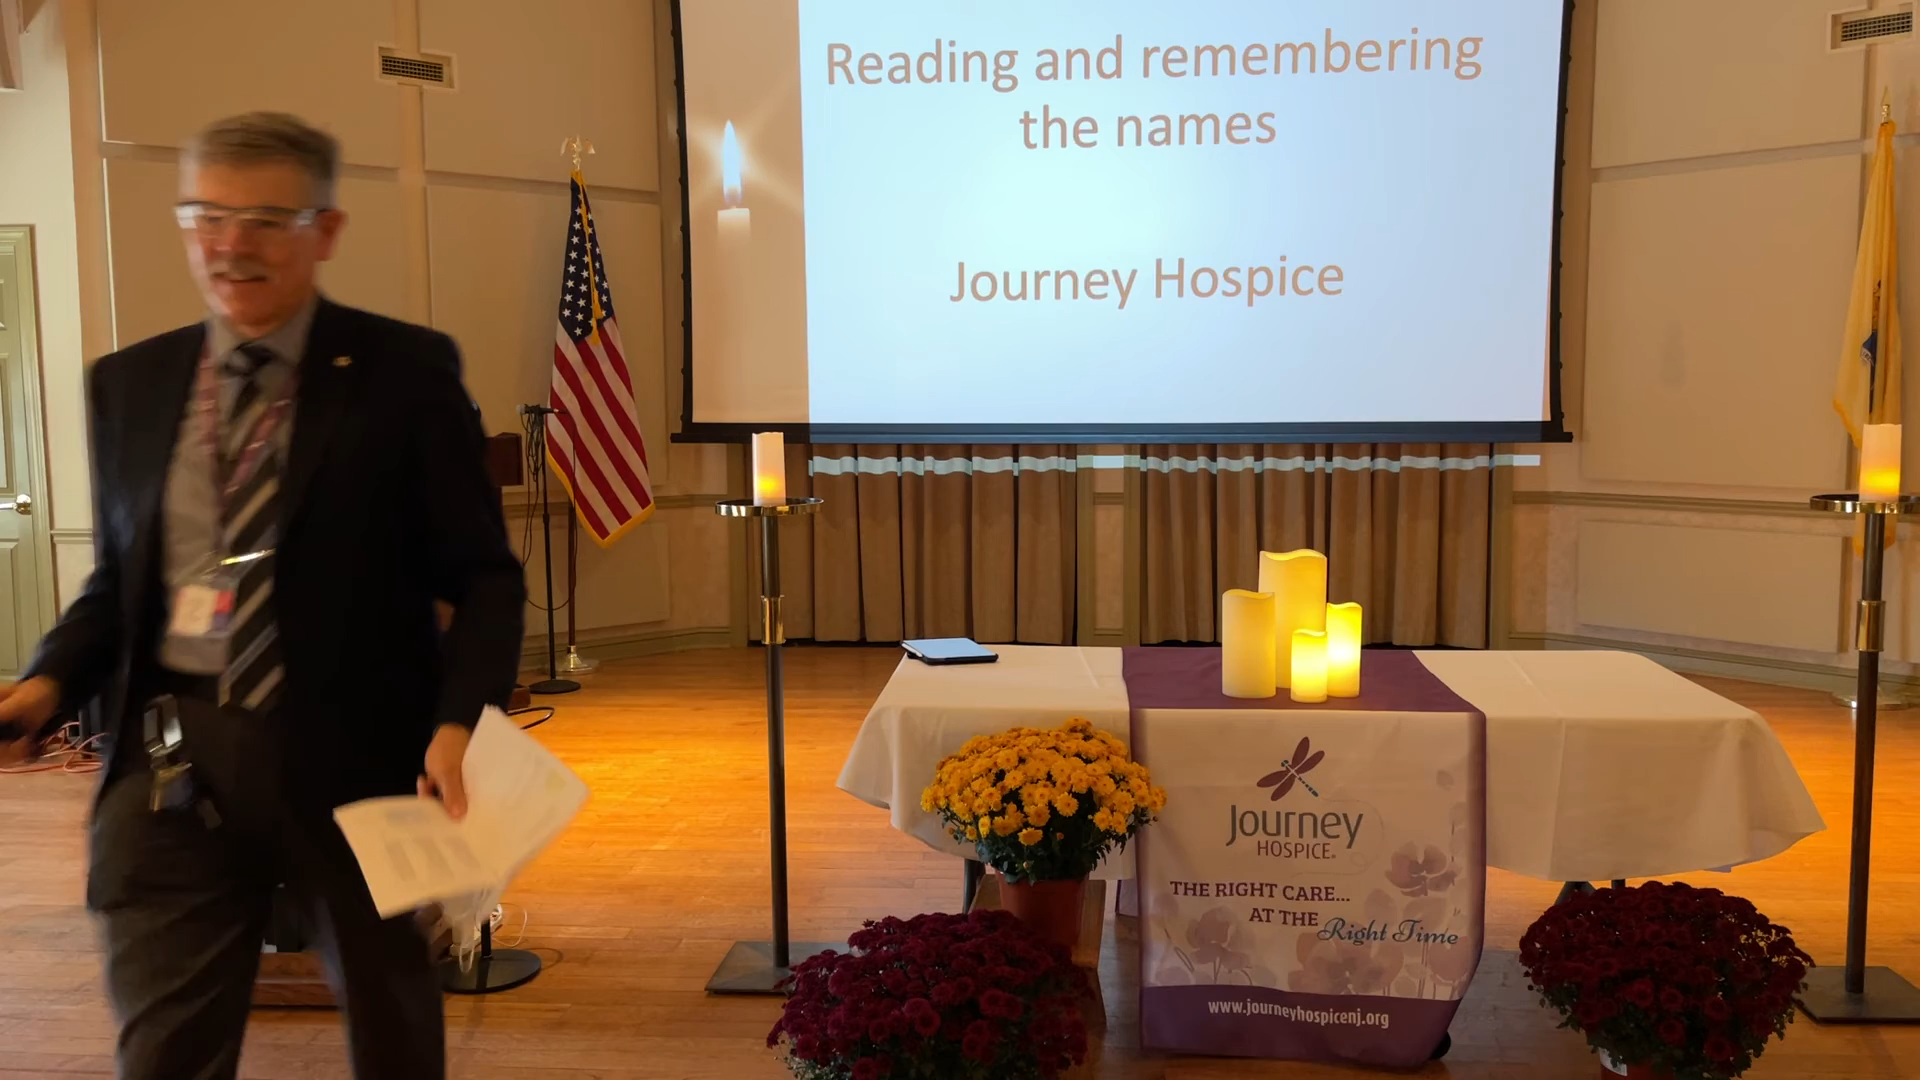 Reading and remembering
the names
Journey Hospice
Journey
HOSPICE®
THE RIGHT CARE...
AT THE Right Time
www.journeyhospicenj.org